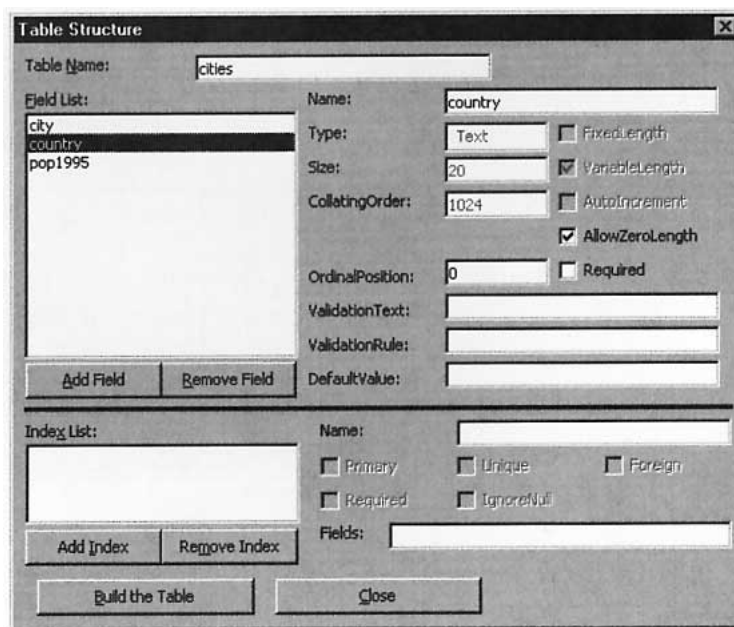 Table Structure
Table Name: cities
Field List:
city
country
pop1995
Add Field Remove Field
Name: country
Type: Text FixedLength
Size: 20 VariableLength
CollatingOrder: 1024 AutoIncrement
AllowZeroLength
OrdinalPosition: 0 Required
ValidationText:
ValidationRule:
DefaultValue:
Index List:
Add Index Remove Index
Name:
Primary Unique Foreign
Required IgnoreNull
Fields:
Build the Table Close